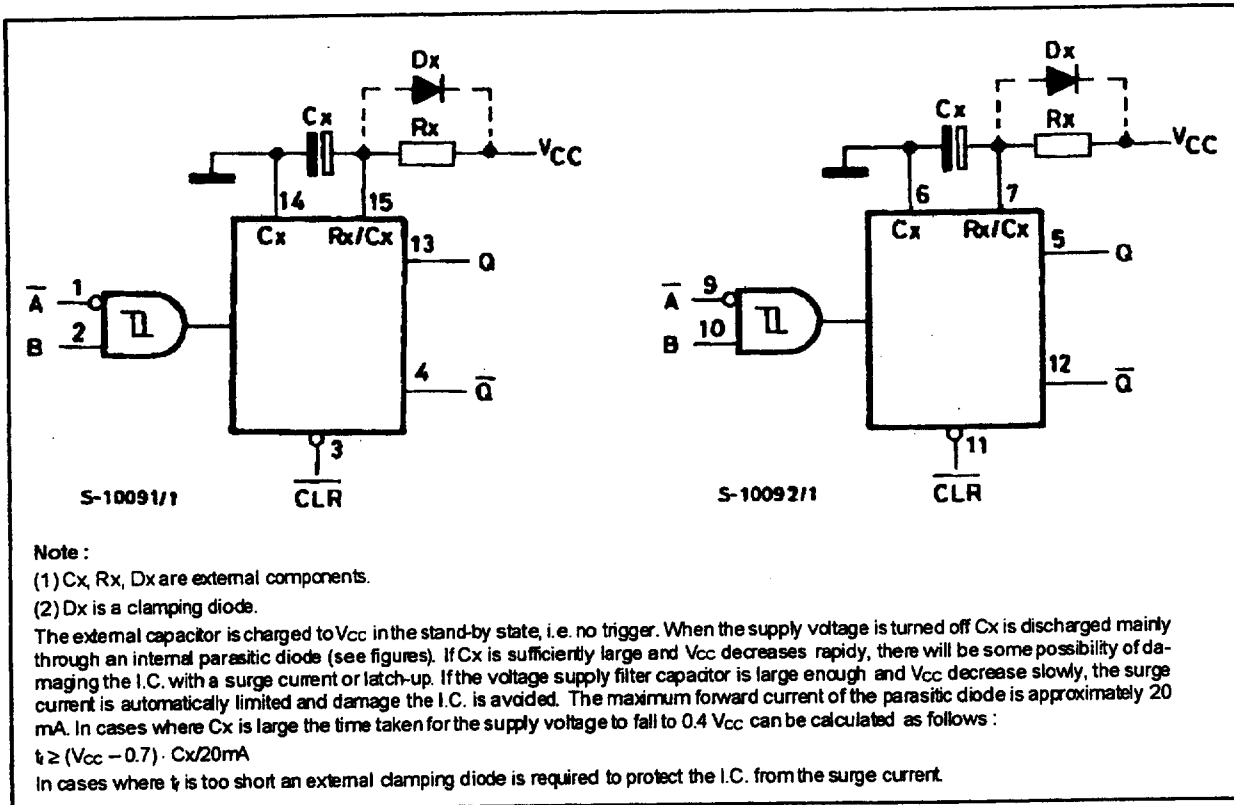 Dx
Cx
Rx
VCC
14
15
Cx
Rx/Cx
13
Q
A̅
1
B
2
4
Q̅
3
C̅L̅R̅
S-10091/1
Dx
Cx
Rx
VCC
6
7
Cx
Rx/Cx
5
Q
A̅
9
B
10
12
Q̅
11
C̅L̅R̅
S-10092/1
Note :
(1) Cx, Rx, Dx are external components.
(2) Dx is a clamping diode.
The external capacitor is charged to Vcc in the stand-by state, i.e. no trigger. When the supply voltage is turned off Cx is discharged mainly
through an internal parasitic diode (see figures). If Cx is sufficiently large and Vcc decreases rapidly, there will be some possibility of da-
maging the I.C. with a surge current or latch-up. If the voltage supply filter capacitor is large enough and Vcc decrease slowly, the surge
current is automatically limited and damage the I.C. is avoided. The maximum forward current of the parasitic diode is approximately 20
mA. In cases where Cx is large the time taken for the supply voltage to fall to 0.4 Vcc can be calculated as follows :
tf ≥ (Vcc – 0.7) · Cx/20mA
In cases where tf is too short an external clamping diode is required to protect the I.C. from the surge current.